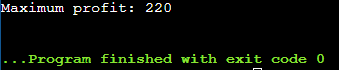 Maximum profit: 220
...Program finished with exit code 0